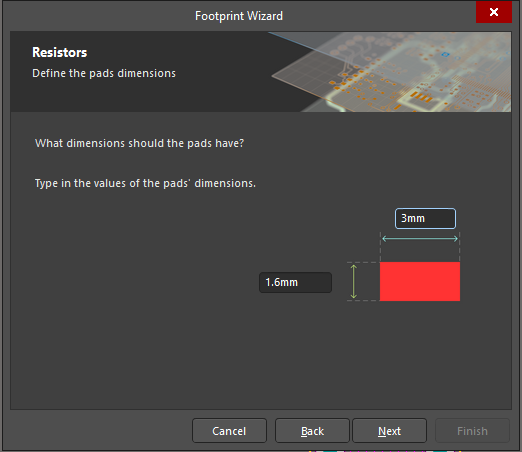 Footprint Wizard
Resistors
Define the pads dimensions
What dimensions should the pads have?
Type in the values of the pads' dimensions.
3mm
1.6mm
Cancel
Back
Next
Finish